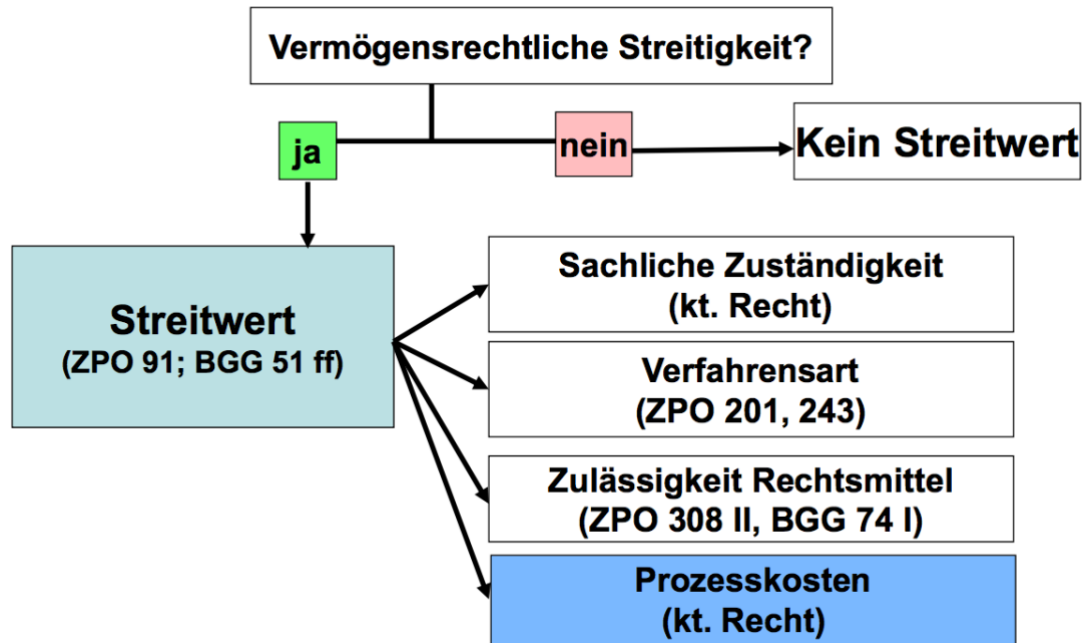 Vermögensrechtliche Streitigkeit?
ja
nein
Kein Streitwert
Streitwert
(ZPO 91; BGG 51 ff)
Sachliche Zuständigkeit
(kt. Recht)
Verfahrensart
(ZPO 201, 243)
Zulässigkeit Rechtsmittel
(ZPO 308 II, BGG 74 I)
Prozesskosten
(kt. Recht)